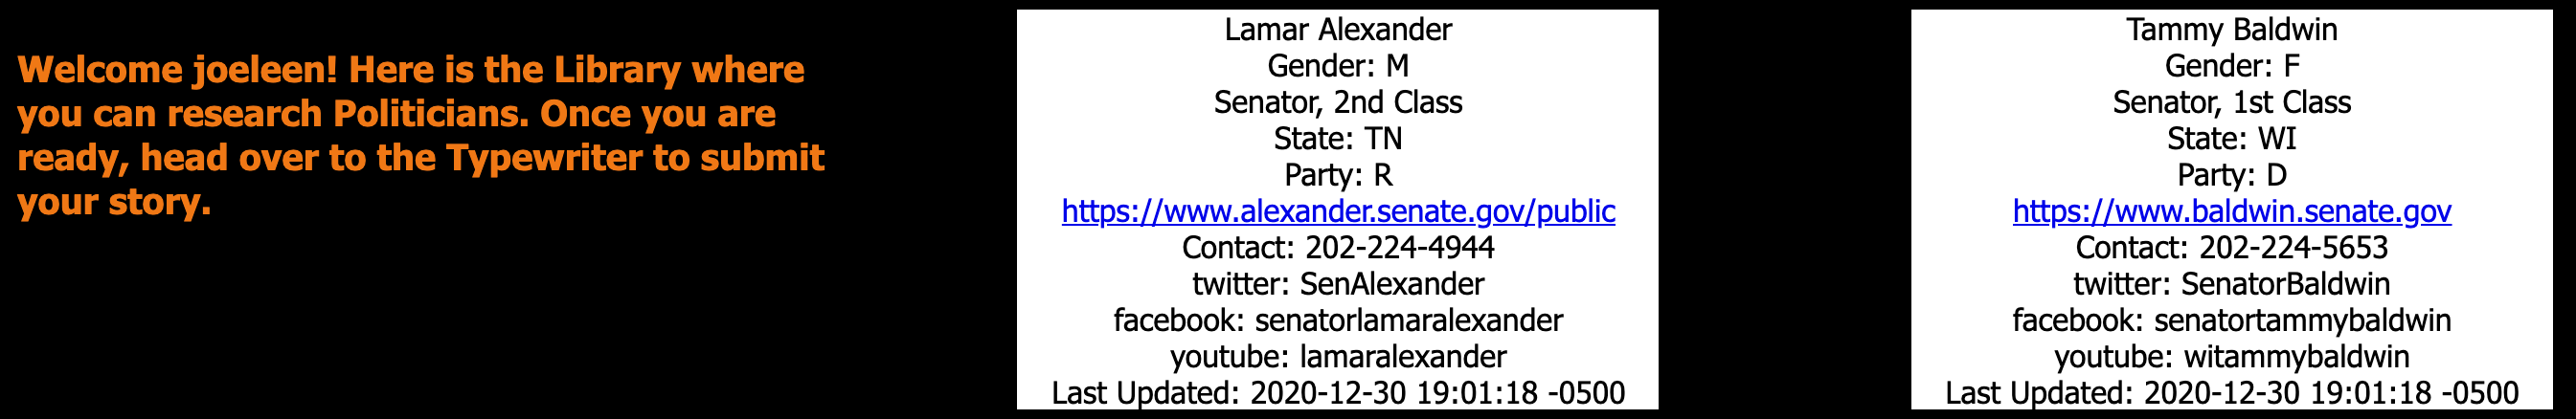 Welcome joeleen! Here is the Library where
you can research Politicians. Once you are
ready, head over to the Typewriter to submit
your story.
Lamar Alexander
Gender: M
Senator, 2nd Class
State: TN
Party: R
https://www.alexander.senate.gov/public
Contact: 202-224-4944
twitter: SenAlexander
facebook: senatorlamaralexander
youtube: lamaralexander
Last Updated: 2020-12-30 19:01:18 -0500
Tammy Baldwin
Gender: F
Senator, 1st Class
State: WI
Party: D
https://www.baldwin.senate.gov
Contact: 202-224-5653
twitter: SenatorBaldwin
facebook: senatortammybaldwin
youtube: witammybaldwin
Last Updated: 2020-12-30 19:01:18 -0500